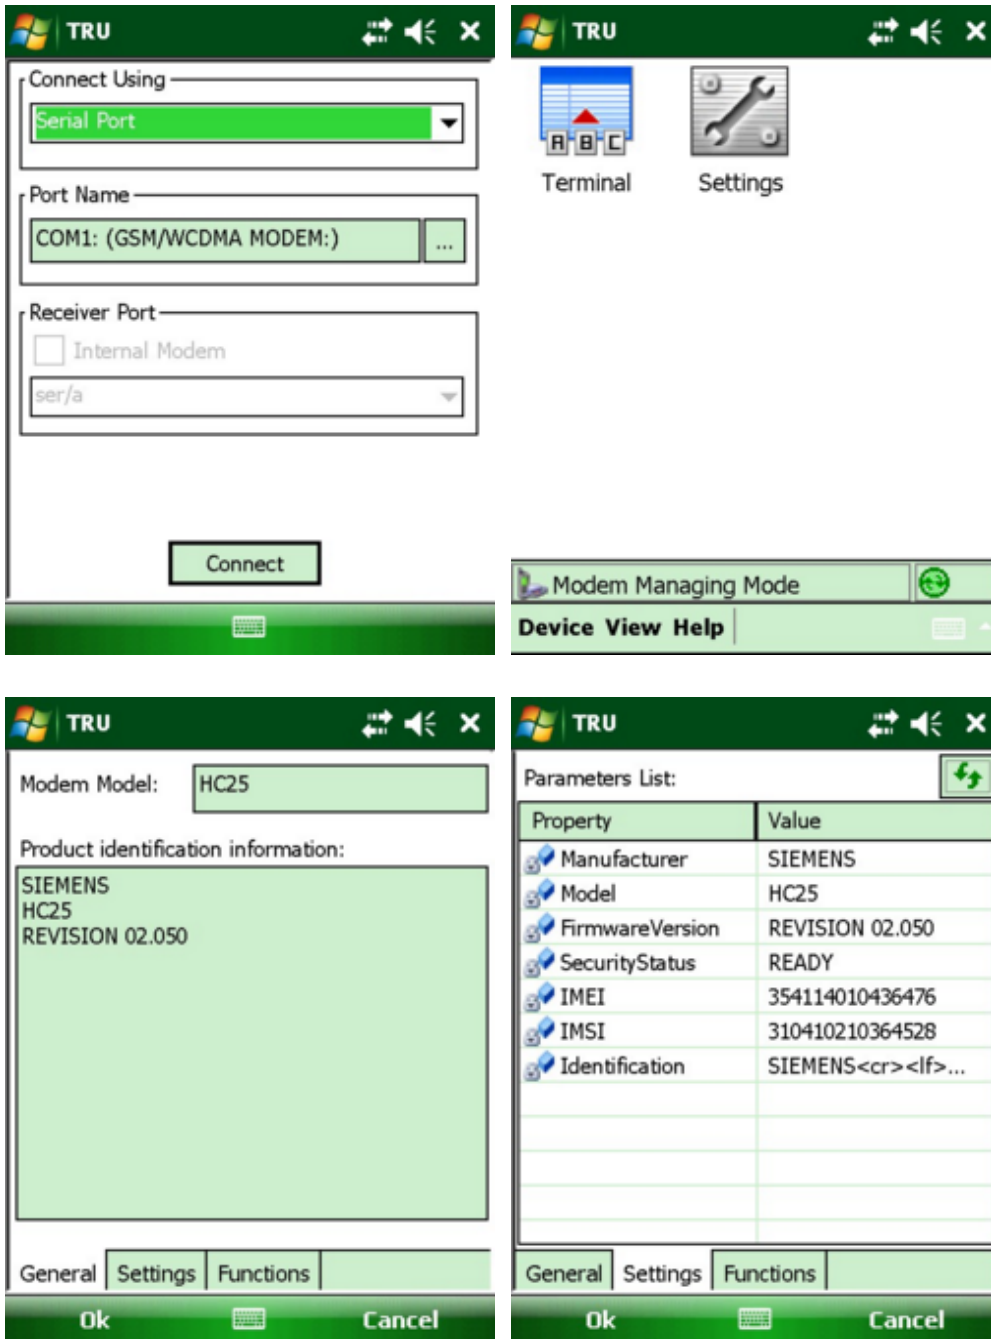 TRU
Connect Using
Serial Port
Port Name
COM1: (GSM/WCDMA MODEM:)
...
Receiver Port
Internal Modem
ser/a
Connect
TRU
A B C
Terminal
Settings
Modem Managing Mode
Device View Help
TRU
Modem Model:
HC25
Product identification information:
SIEMENS
HC25
REVISION 02.050
General Settings Functions
Ok Cancel
TRU
Parameters List:
Property Value
Manufacturer SIEMENS
Model HC25
FirmwareVersion REVISION 02.050
SecurityStatus READY
IMEI 354114010436476
IMSI 310410210364528
Identification SIEMENS<cr><lf>...
General Settings Functions
Ok Cancel